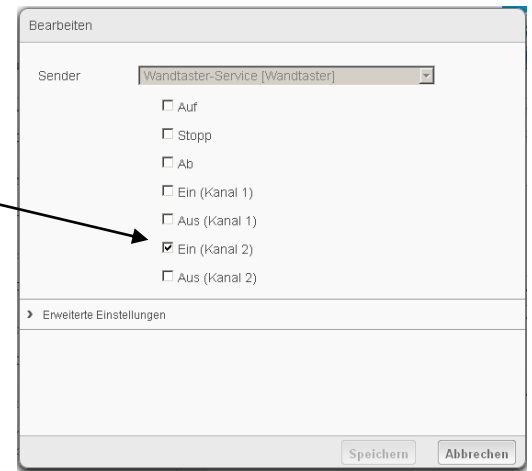 Bearbeiten
Sender Wandtaster-Service [Wandtaster]
Auf
Stopp
Ab
Ein (Kanal 1)
Aus (Kanal 1)
Ein (Kanal 2)
Aus (Kanal 2)
Erweiterte Einstellungen
Speichern Abbrechen